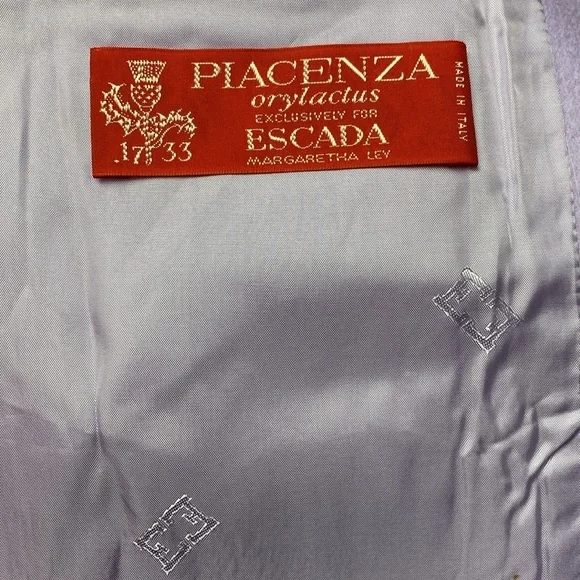 PIACENZA
orylactus
EXCLUSIVELY FOR
ESCADA
MARGARETHA LEY
17 33
MADE IN ITALY